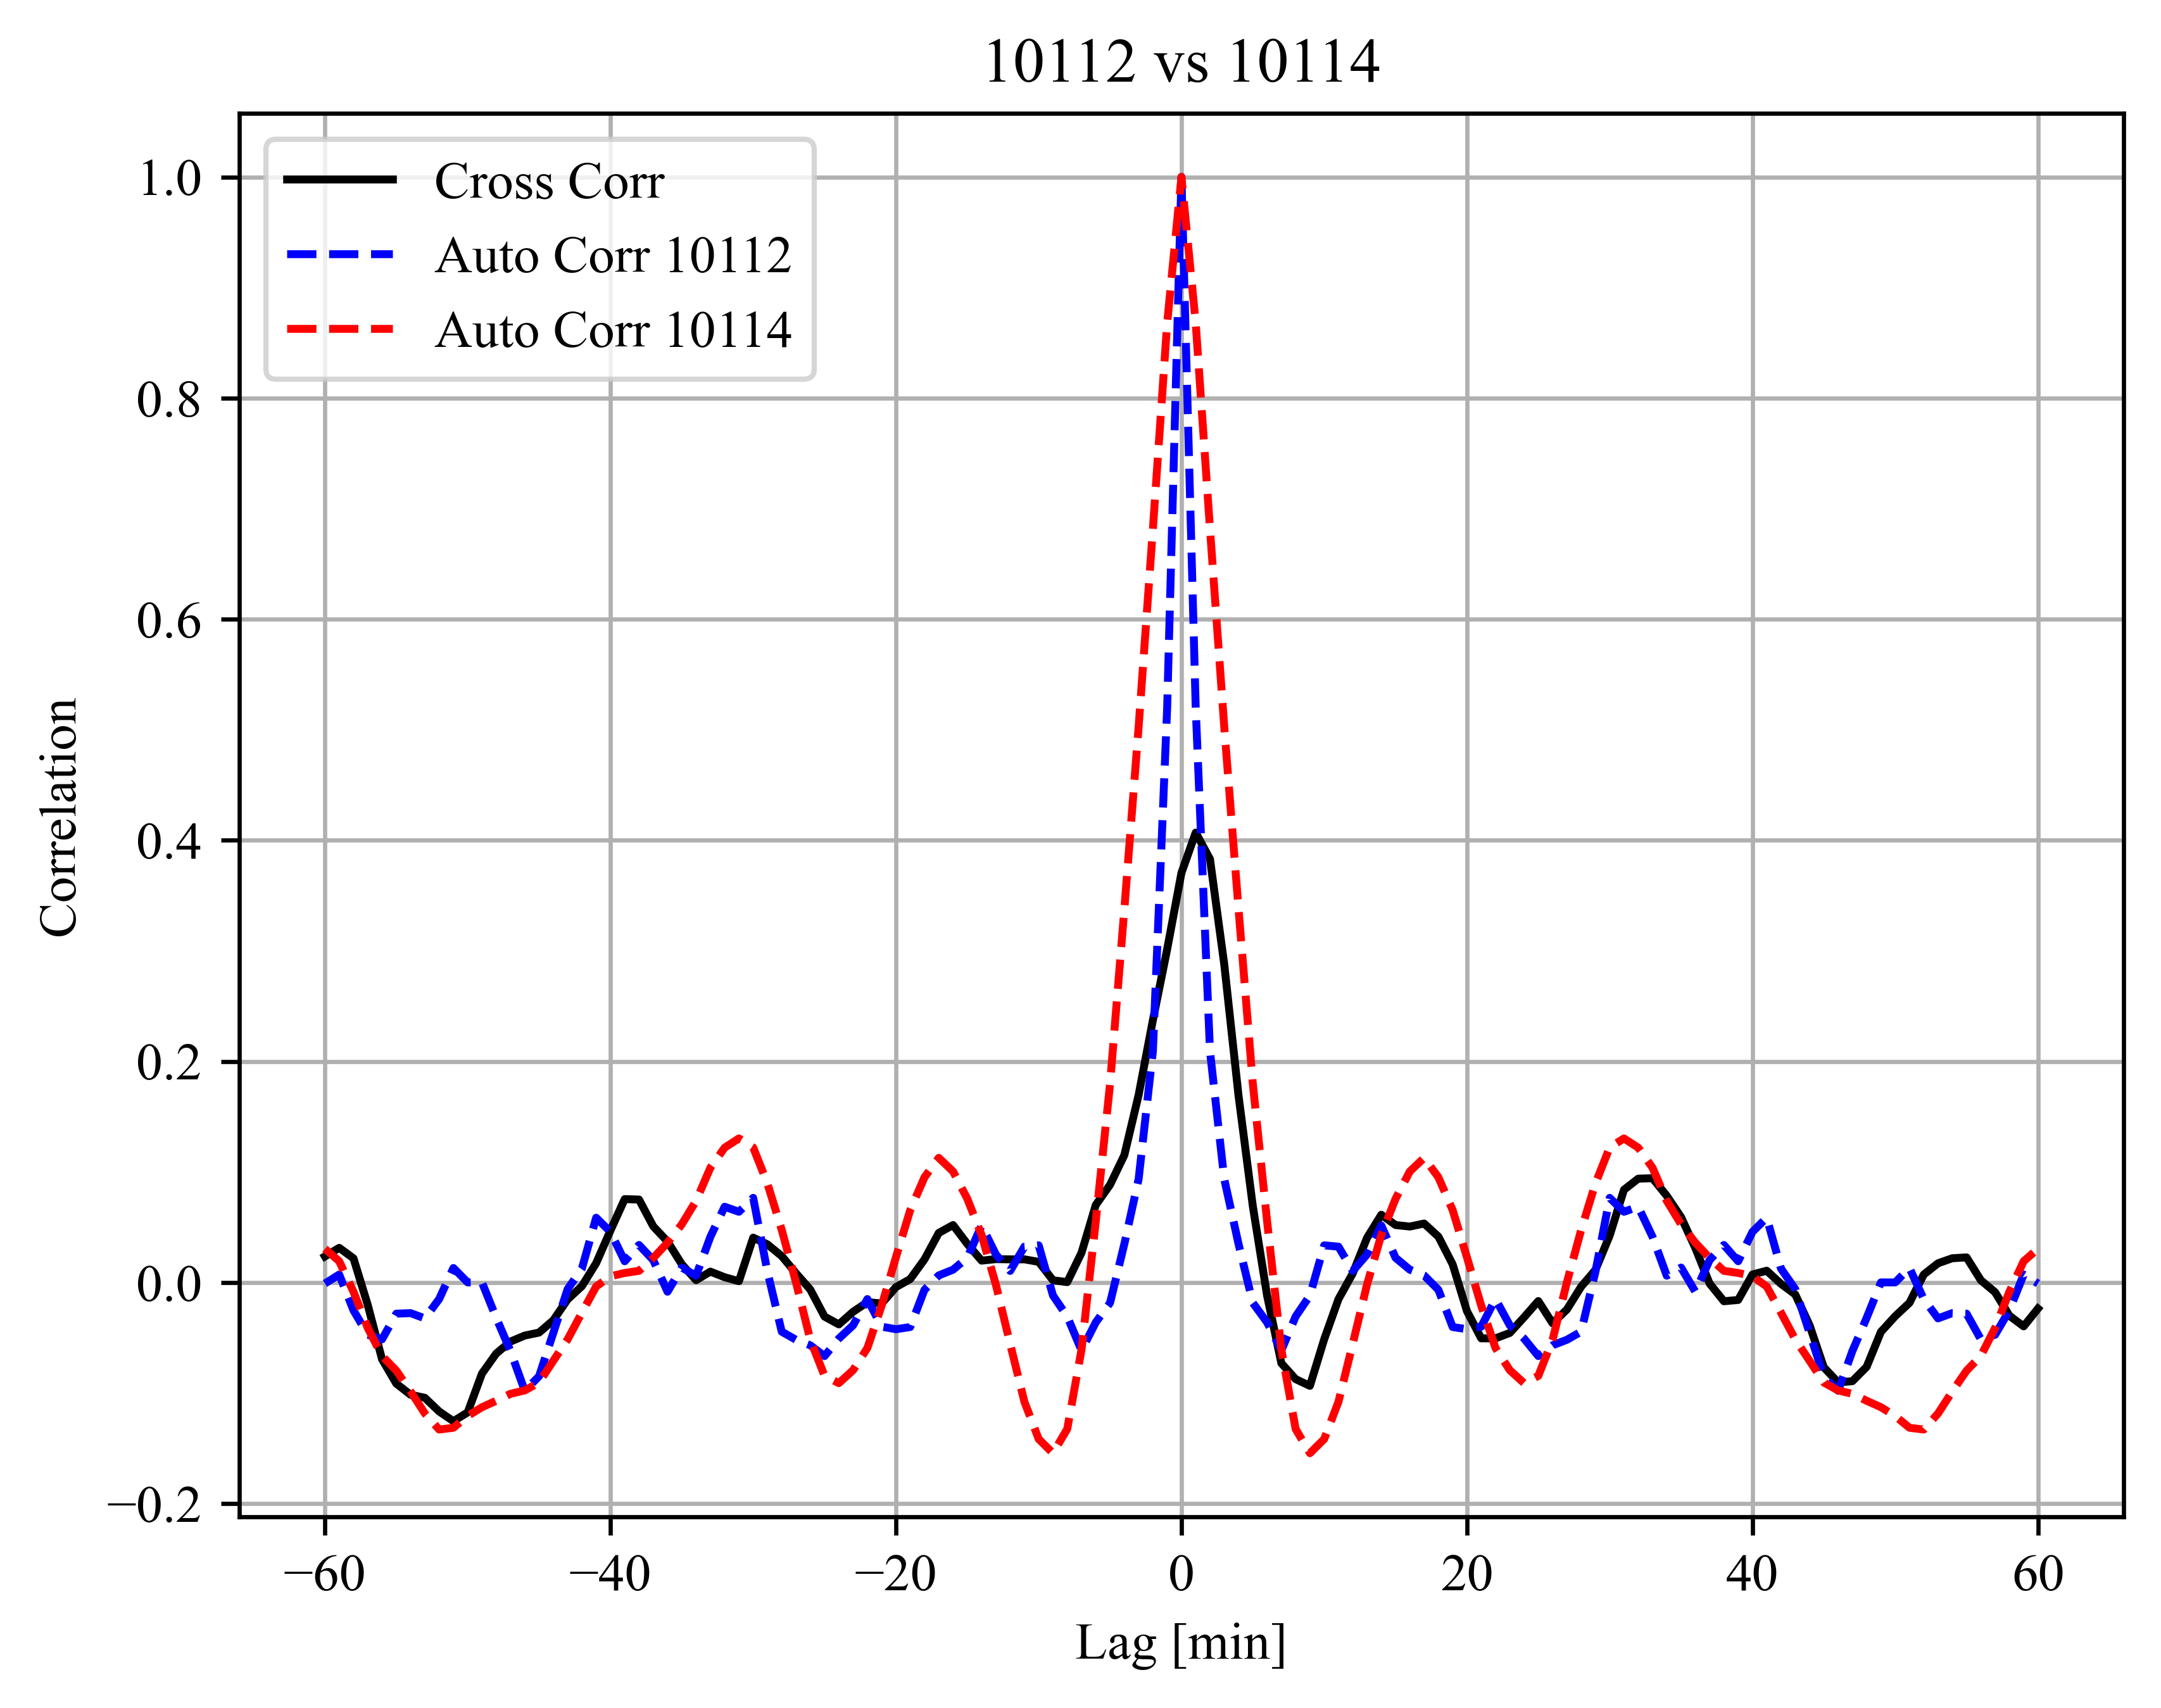 10112 vs 10114
Cross Corr
Auto Corr 10112
Auto Corr 10114
1.0
0.8
0.6
0.4
0.2
0.0
−0.2
Correlation
−60 −40 −20 0 20 40 60
Lag [min]